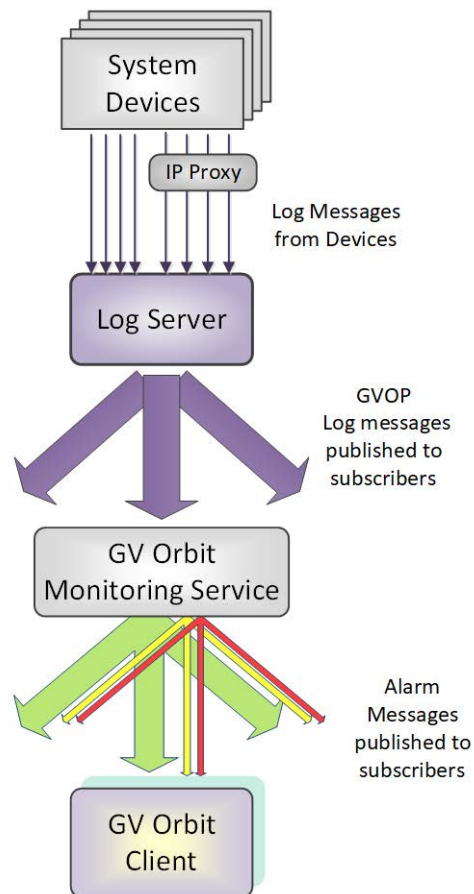 System
Devices
IP Proxy
Log Messages
from Devices
Log Server
GVOP
Log messages
published to
subscribers
GV Orbit
Monitoring Service
Alarm
Messages
published to
subscribers
GV Orbit
Client